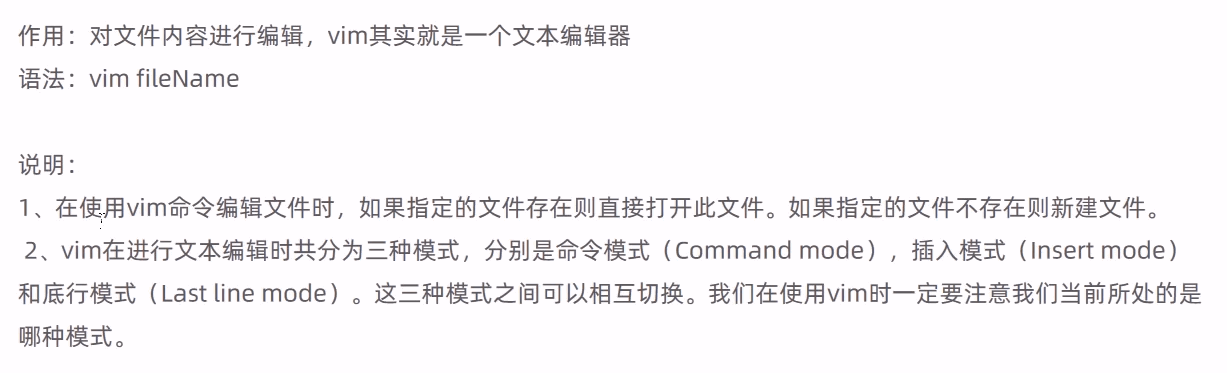 作用：对文件内容进行编辑，vim其实就是一个文本编辑器
语法：vim fileName
说明：
1、在使用vim命令编辑文件时，如果指定的文件存在则直接打开此文件。如果指定的文件不存在则新建文件。
2、vim在进行文本编辑时共分为三种模式，分别是命令模式（Command mode），插入模式（Insert mode）
和底行模式（Last line mode）。这三种模式之间可以相互切换。我们在使用vim时一定要注意我们当前所处的是
哪种模式。